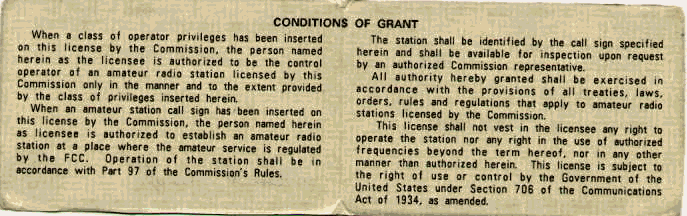 CONDITIONS OF GRANT
When a class of operator privileges has been inserted
on this license by the Commission, the person named
herein as the licensee is authorized to be the control
operator of an amateur radio station licensed by this
Commission only in the manner and to the extent provided
by the class of privileges inserted herein.
When an amateur station call sign has been inserted on
this license by the Commission, the person named herein
as licensee is authorized to establish an amateur radio
station at a place where the amateur service is regulated
by the FCC. Operation of the station shall be in
accordance with Part 97 of the Commission's Rules.
The station shall be identified by the call sign specified
herein and shall be available for inspection upon request
by an authorized Commission representative.
All authority hereby granted shall be exercised in
accordance with the provisions of all treaties, laws,
orders, rules and regulations that apply to amateur radio
stations licensed by the Commission.
This license shall not vest in the licensee any right to
operate the station nor any right in the use of authorized
frequencies beyond the term hereof, nor in any other
manner than authorized herein. This license is subject to
the right of use or control by the Government of the
United States under Section 706 of the Communications
Act of 1934, as amended.